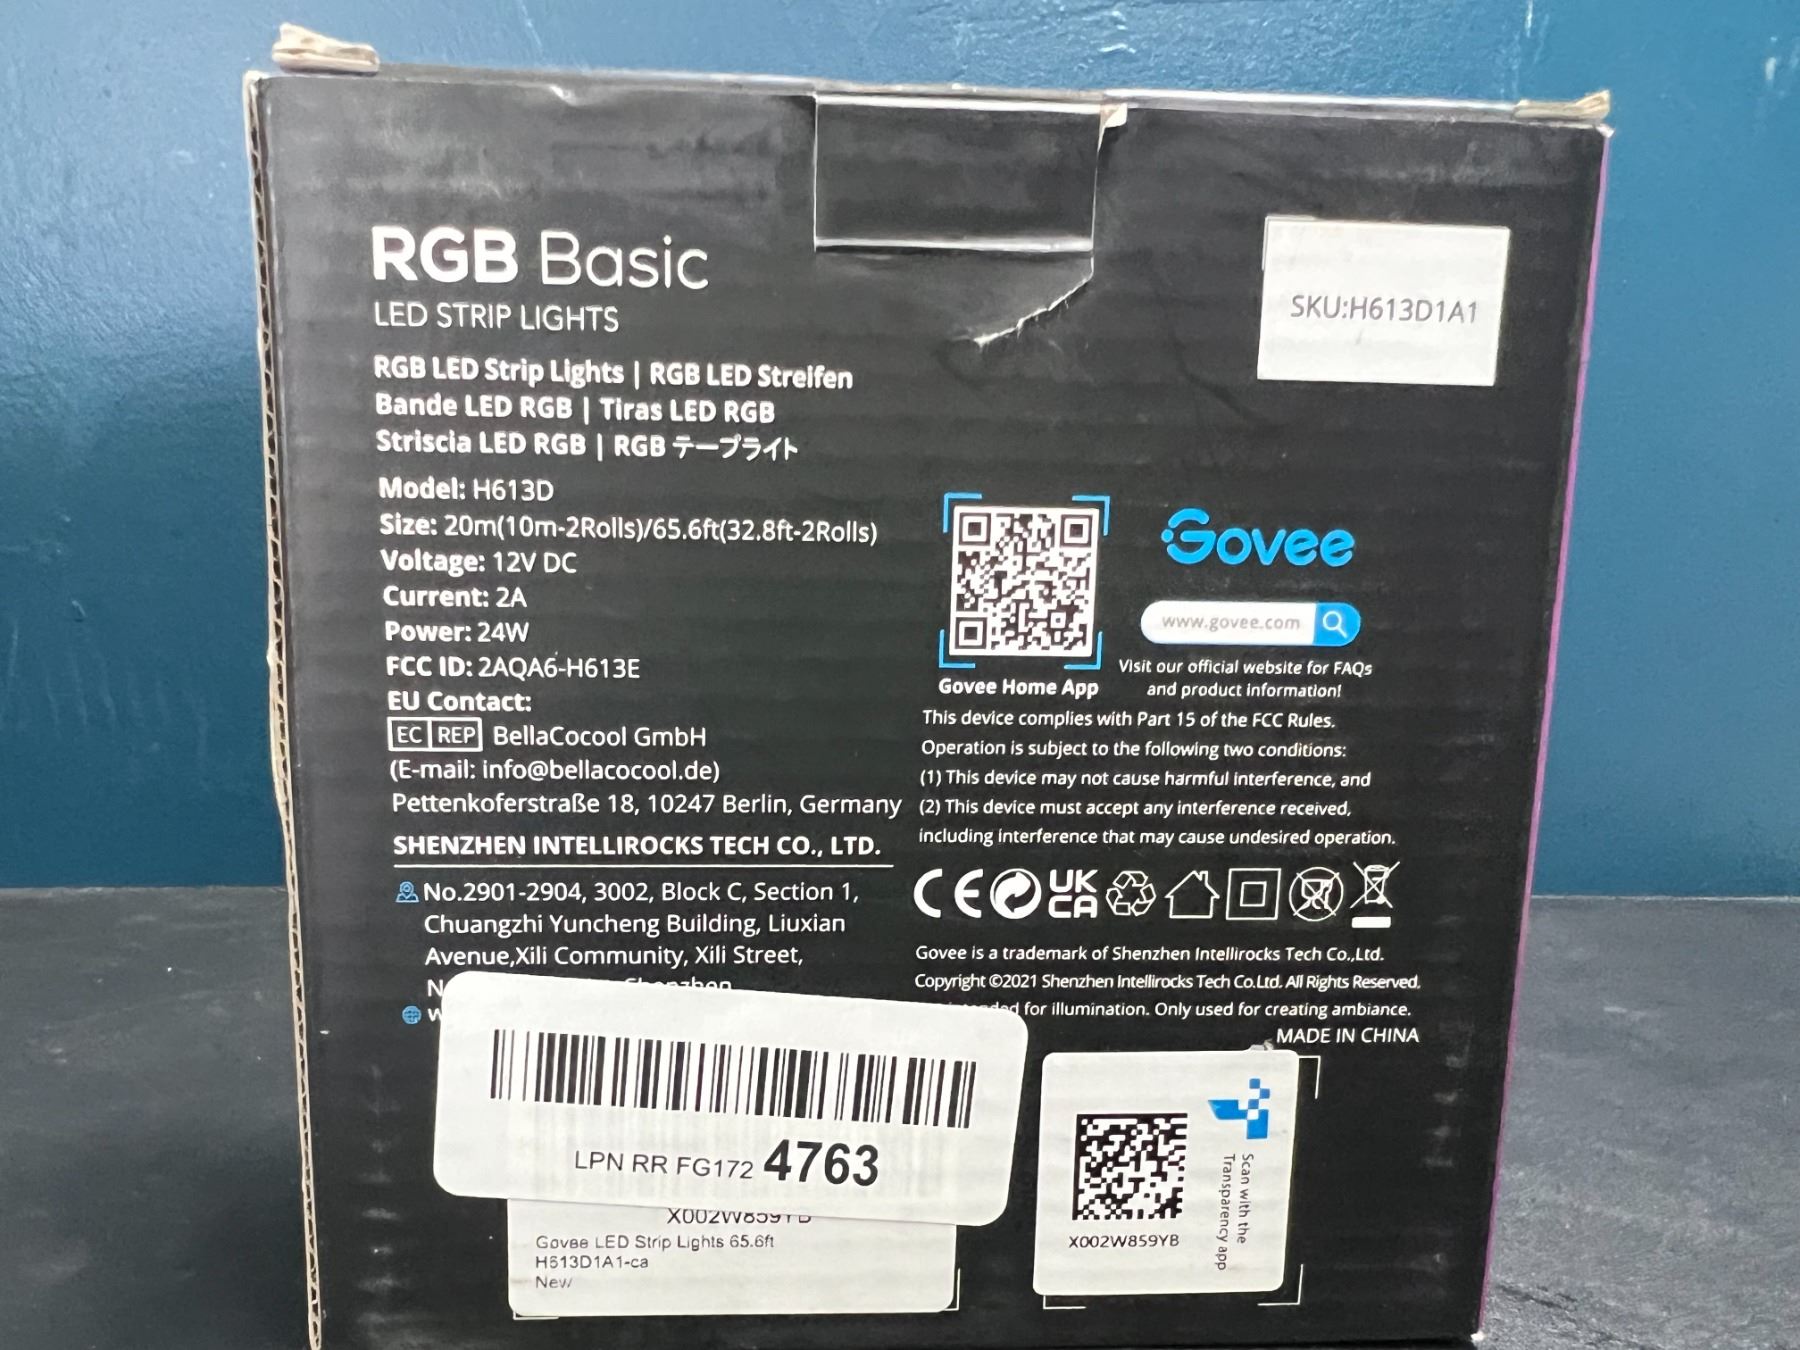 RGB Basic
LED STRIP LIGHTS
RGB LED Strip Lights | RGB LED Streifen
Bande LED RGB | Tiras LED RGB
Striscia LED RGB | RGB テープライト
Model: H613D
Size: 20m(10m-2Rolls)/65.6ft(32.8ft-2Rolls)
Voltage: 12V DC
Current: 2A
Power: 24W
FCC ID: 2AQA6-H613E
EU Contact:
EC REP BellaCocool GmbH
(E-mail: info@bellacocool.de)
Pettenkoferstraße 18, 10247 Berlin, Germany
SHENZHEN INTELLIROCKS TECH CO., LTD.
No.2901-2904, 3002, Block C, Section 1,
Chuangzhi Yuncheng Building, Liuxian
Avenue,Xili Community, Xili Street,
Shenzhen
SKU:H613D1A1
Govee
www.govee.com
Govee Home App
Visit our official website for FAQs
and product information!
This device complies with Part 15 of the FCC Rules.
Operation is subject to the following two conditions:
(1) This device may not cause harmful interference, and
(2) This device must accept any interference received,
including interference that may cause undesired operation.
CE UK
CA
Govee is a trademark of Shenzhen Intellirocks Tech Co.,Ltd.
Copyright ©2021 Shenzhen Intellirocks Tech Co.Ltd. All Rights Reserved.
for illumination. Only used for creating ambiance.
MADE IN CHINA
LPN RR FG172 4763
X002W859YB
Govee LED Strip Lights 65.6ft
H613D1A1-ca
New
X002W859YB
Scan with the
Transparency app